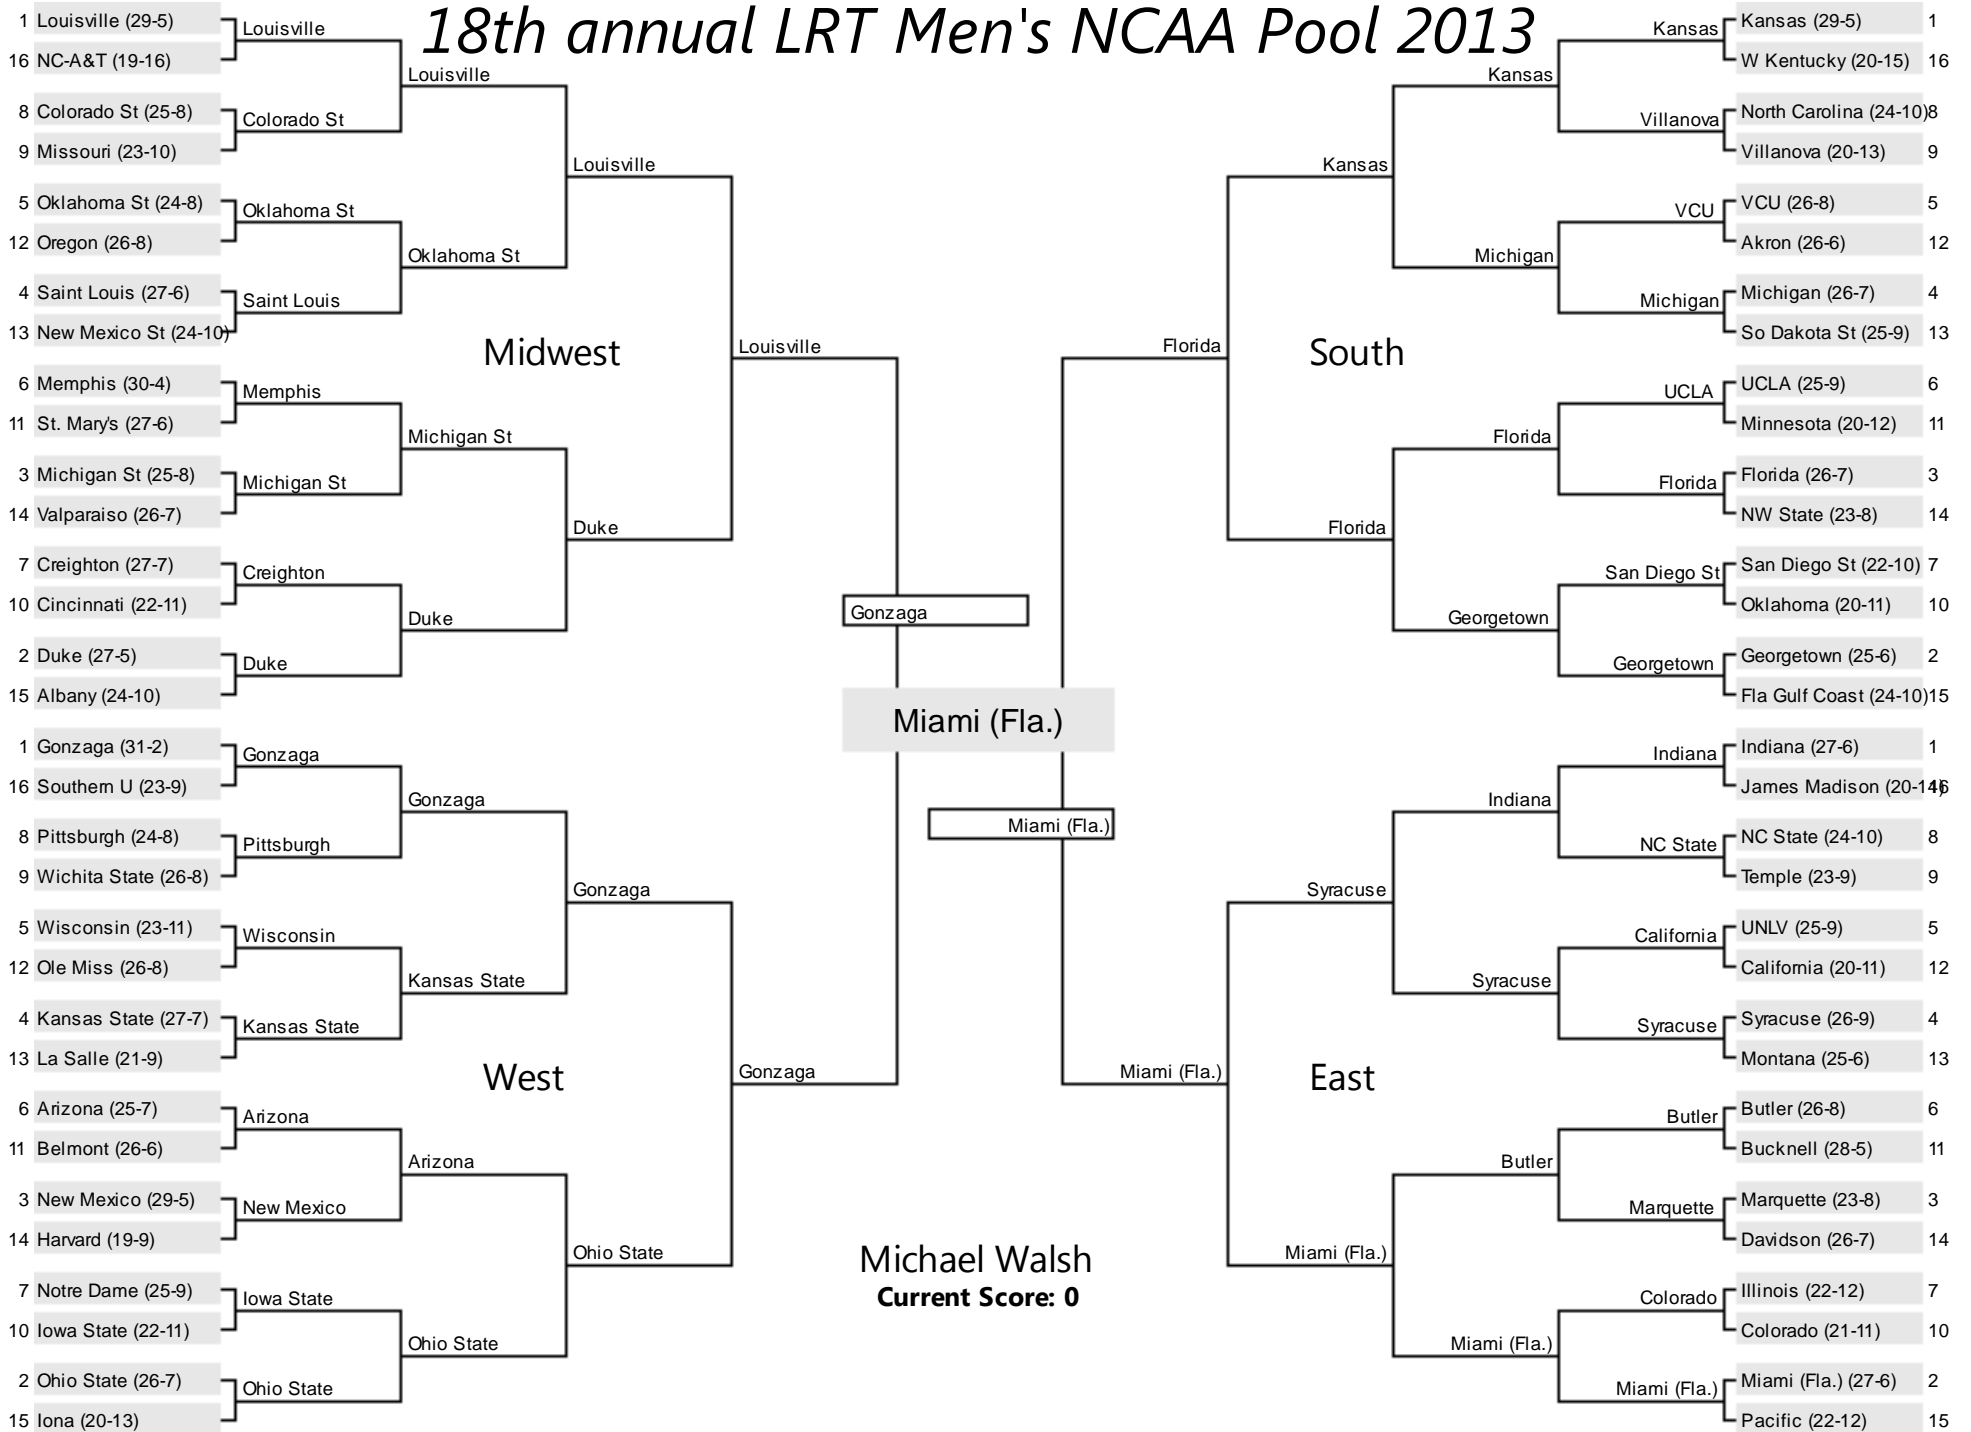 18th annual LRT Men's NCAA Pool 2013
1 Louisville (29-5)
16 NC-A&T (19-16)
8 Colorado St (25-8)
9 Missouri (23-10)
5 Oklahoma St (24-8)
12 Oregon (26-8)
4 Saint Louis (27-6)
13 New Mexico St (24-10)
6 Memphis (30-4)
11 St. Mary's (27-6)
3 Michigan St (25-8)
14 Valparaiso (26-7)
7 Creighton (27-7)
10 Cincinnati (22-11)
2 Duke (27-5)
15 Albany (24-10)
1 Gonzaga (31-2)
16 Southern U (23-9)
8 Pittsburgh (24-8)
9 Wichita State (26-8)
5 Wisconsin (23-11)
12 Ole Miss (26-8)
4 Kansas State (27-7)
13 La Salle (21-9)
6 Arizona (25-7)
11 Belmont (26-6)
3 New Mexico (29-5)
14 Harvard (19-9)
7 Notre Dame (25-9)
10 Iowa State (22-11)
2 Ohio State (26-7)
15 Iona (20-13)
Louisville
Colorado St
Oklahoma St
Saint Louis
Memphis
Michigan St
Creighton
Duke
Gonzaga
Pittsburgh
Wisconsin
Kansas State
Arizona
New Mexico
Iowa State
Ohio State
Louisville
Oklahoma St
Michigan St
Duke
Gonzaga
Kansas State
Arizona
Ohio State
Midwest
West
Louisville
Duke
Gonzaga
Ohio State
Louisville
Gonzaga
Gonzaga
Miami (Fla.)
Miami (Fla.)
Michael Walsh
Current Score: 0
Florida
Miami (Fla.)
Kansas
Florida
Syracuse
Miami (Fla.)
South
East
Kansas
Michigan
Florida
Georgetown
Indiana
Syracuse
Butler
Miami (Fla.)
Kansas
Villanova
VCU
Michigan
UCLA
Florida
San Diego St
Georgetown
Indiana
NC State
California
Syracuse
Butler
Marquette
Colorado
Miami (Fla.)
Kansas (29-5) 1
W Kentucky (20-15) 16
North Carolina (24-10) 8
Villanova (20-13) 9
VCU (26-8) 5
Akron (26-6) 12
Michigan (26-7) 4
So Dakota St (25-9) 13
UCLA (25-9) 6
Minnesota (20-12) 11
Florida (26-7) 3
NW State (23-8) 14
San Diego St (22-10) 7
Oklahoma (20-11) 10
Georgetown (25-6) 2
Fla Gulf Coast (24-10) 15
Indiana (27-6) 1
James Madison (20-14) 16
NC State (24-10) 8
Temple (23-9) 9
UNLV (25-9) 5
California (20-11) 12
Syracuse (26-9) 4
Montana (25-6) 13
Butler (26-8) 6
Bucknell (28-5) 11
Marquette (23-8) 3
Davidson (26-7) 14
Illinois (22-12) 7
Colorado (21-11) 10
Miami (Fla.) (27-6) 2
Pacific (22-12) 15